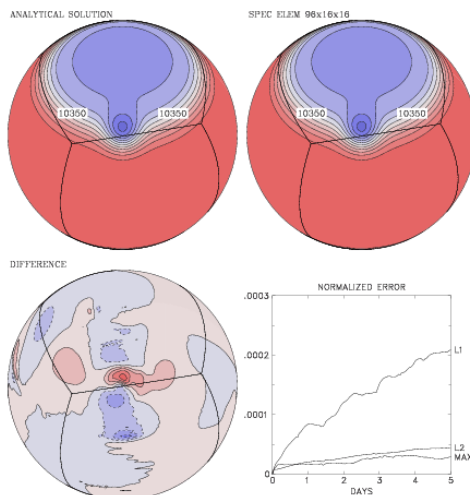 ANALYTICAL SOLUTION
SPEC ELEM 96x16x16
10350
10350
10350
10350
DIFFERENCE
NORMALIZED ERROR
.0003
.0002
.0001
0
L1
L2
MAX
0 1 2 3 4 5
DAYS